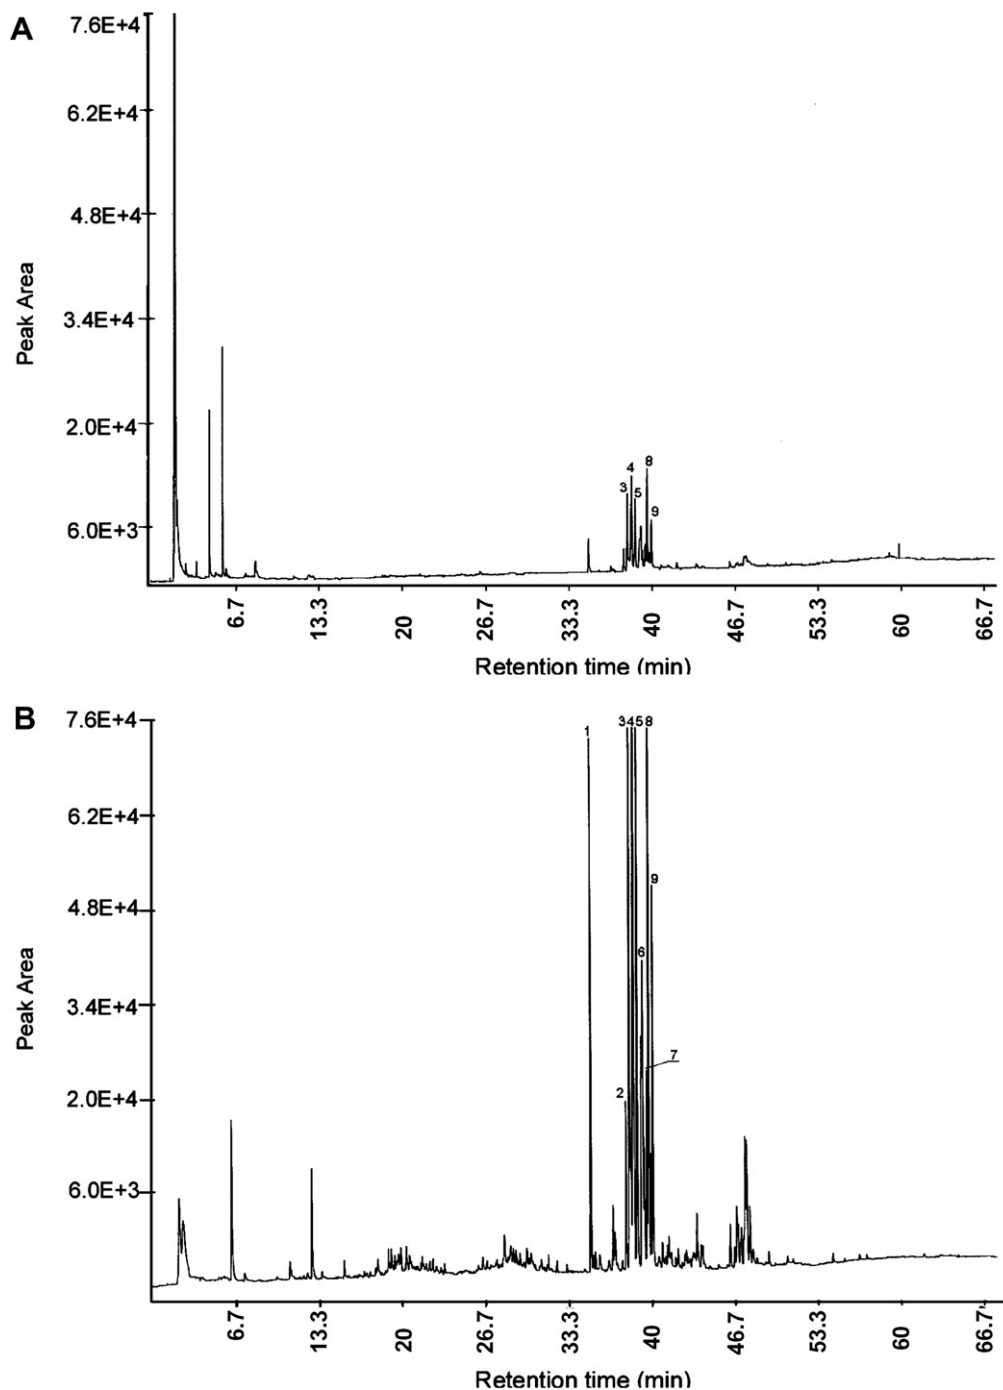 A
7.6E+4
6.2E+4
4.8E+4
3.4E+4
2.0E+4
6.0E+3
Peak Area
3 4 5 8 9
6.7 13.3 20 26.7 33.3 40 46.7 53.3 60 66.7
Retention time (min)
B
7.6E+4
6.2E+4
4.8E+4
3.4E+4
2.0E+4
6.0E+3
Peak Area
1 2 3 4 5 6 7 8 9
6.7 13.3 20 26.7 33.3 40 46.7 53.3 60 66.7
Retention time (min)